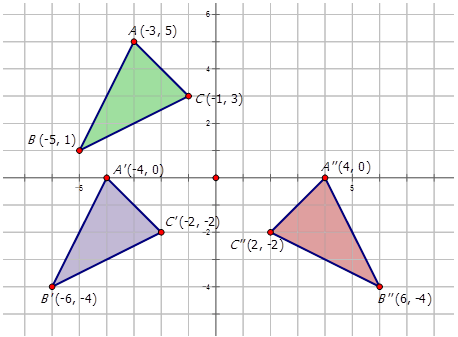 6
A (-3, 5)
4
C (-1, 3)
2
B (-5, 1)
A'(-4, 0)
A''(4, 0)
-5
5
C'(-2, -2)
-2
C''(2, -2)
-4
B'(-6, -4)
B''(6, -4)